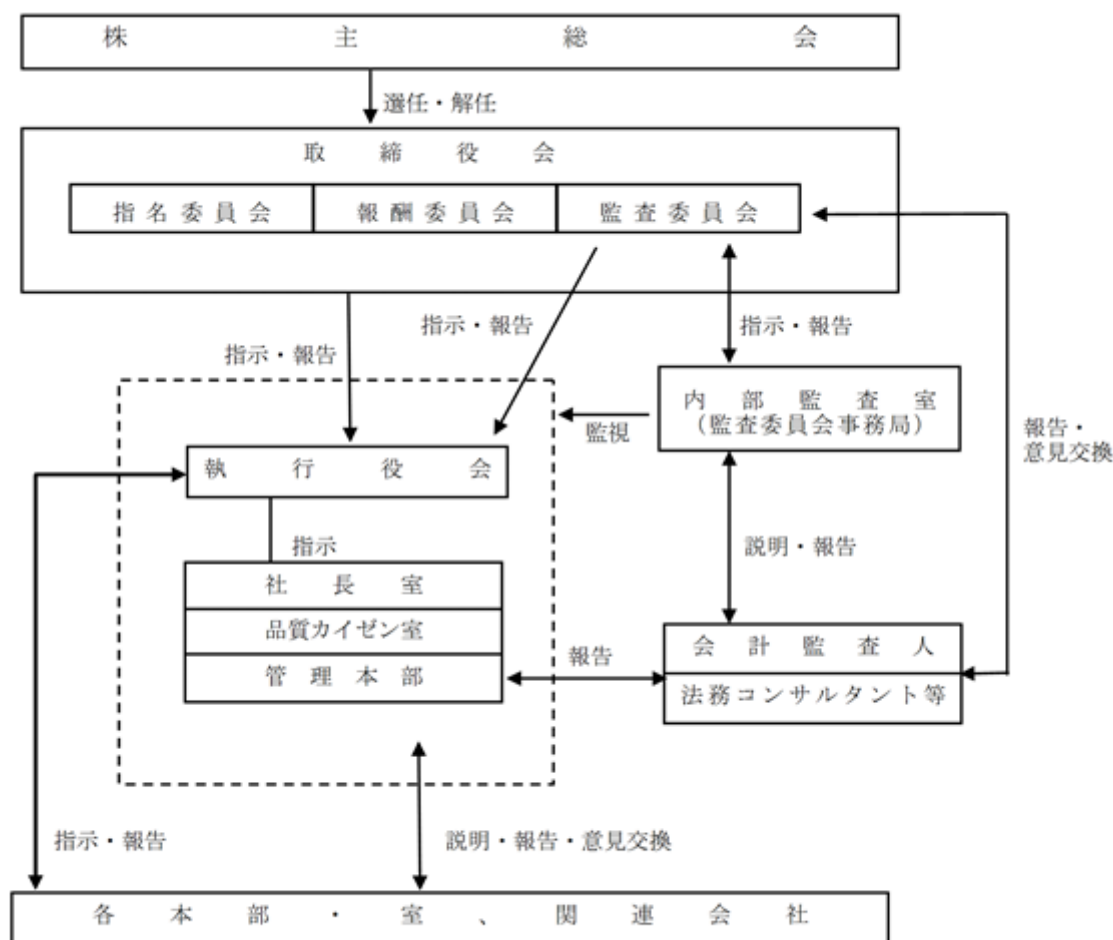 株主総会
選任・解任
取締役会
指名委員会
報酬委員会
監査委員会
指示・報告
指示・報告
指示・報告
内部監査室
(監査委員会事務局)
監視
報告・
意見交換
執行役会
指示
説明・報告
社長室
品質カイゼン室
管理本部
報告
会計監査人
法務コンサルタント等
指示・報告
説明・報告・意見交換
各本部・室、関連会社